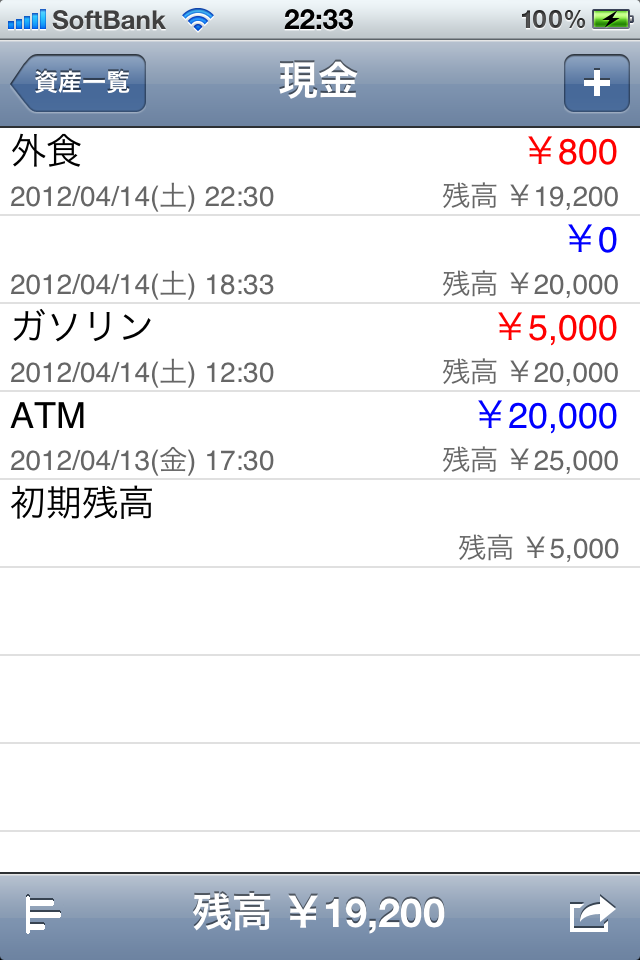 SoftBank 22:33 100%
資産一覧 現金 +
外食 ￥800
2012/04/14(土) 22:30 残高 ￥19,200
￥0
2012/04/14(土) 18:33 残高 ￥20,000
ガソリン ￥5,000
2012/04/14(土) 12:30 残高 ￥20,000
ATM ￥20,000
2012/04/13(金) 17:30 残高 ￥25,000
初期残高
残高 ￥5,000
残高 ￥19,200